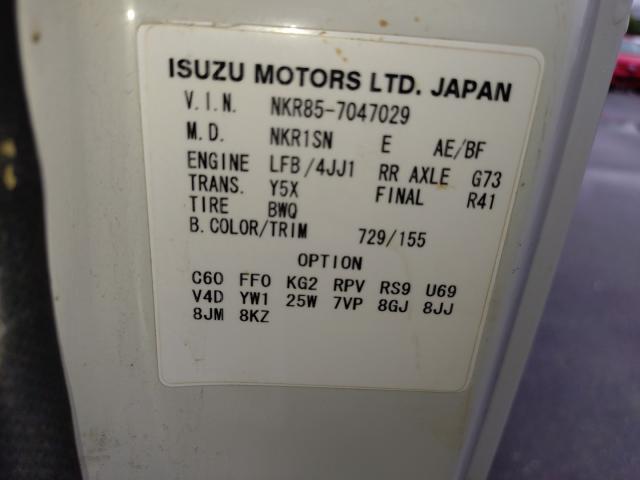 ISUZU MOTORS LTD. JAPAN
V.I.N. NKR85-7047029
M.D. NKR1SN E AE/BF
ENGINE LFB/4JJ1 RR AXLE G73
TRANS. Y5X FINAL R41
TIRE BWQ
B.COLOR/TRIM 729/155
OPTION
C60 FF0 KG2 RPV RS9 U69
V4D YW1 25W 7VP 8GJ 8JJ
8JM 8KZ